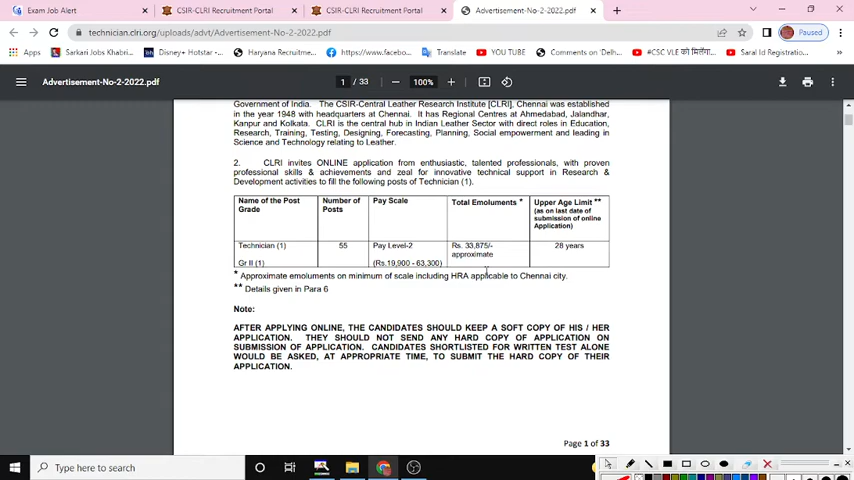 Exam Job Alert
CSIR-CLRI Recruitment Portal
CSIR-CLRI Recruitment Portal
Advertisement-No-2-2022.pdf
technician.clri.org/uploads/advt/Advertisement-No-2-2022.pdf
Paused
Apps
Sarkari Jobs Khabri...
Disney+ Hotstar -...
Haryana Recruitme...
https://www.facebo...
Translate
YOU TUBE
Comments on 'Delh...
#CSC VLE को मिलेंगा...
Saral Id Registratio...
Advertisement-No-2-2022.pdf
1 / 33
100%
Government of India. The CSIR-Central Leather Research Institute [CLRI], Chennai was established
in the year 1948 with headquarters at Chennai. It has Regional Centres at Ahmedabad, Jalandhar,
Kanpur and Kolkata. CLRI is the central hub in Indian Leather Sector with direct roles in Education,
Research, Training, Testing, Designing, Forecasting, Planning, Social empowerment and leading in
Science and Technology relating to Leather.
2. CLRI invites ONLINE application from enthusiastic, talented professionals, with proven
professional skills & achievements and zeal for innovative technical support in Research &
Development activities to fill the following posts of Technician (1).
Name of the Post
Grade
Number of
Posts
Pay Scale
Total Emoluments *
Upper Age Limit **
(as on last date of
submission of online
Application)
Technician (1)
Gr II (1)
55
Pay Level-2
(Rs.19,900 - 63,300)
Rs. 33,875/-
approximate
28 years
* Approximate emoluments on minimum of scale including HRA applicable to Chennai city.
** Details given in Para 6
Note:
AFTER APPLYING ONLINE, THE CANDIDATES SHOULD KEEP A SOFT COPY OF HIS / HER
APPLICATION. THEY SHOULD NOT SEND ANY HARD COPY OF APPLICATION ON
SUBMISSION OF APPLICATION. CANDIDATES SHORTLISTED FOR WRITTEN TEST ALONE
WOULD BE ASKED, AT APPROPRIATE TIME, TO SUBMIT THE HARD COPY OF THEIR
APPLICATION.
Page 1 of 33
Type here to search